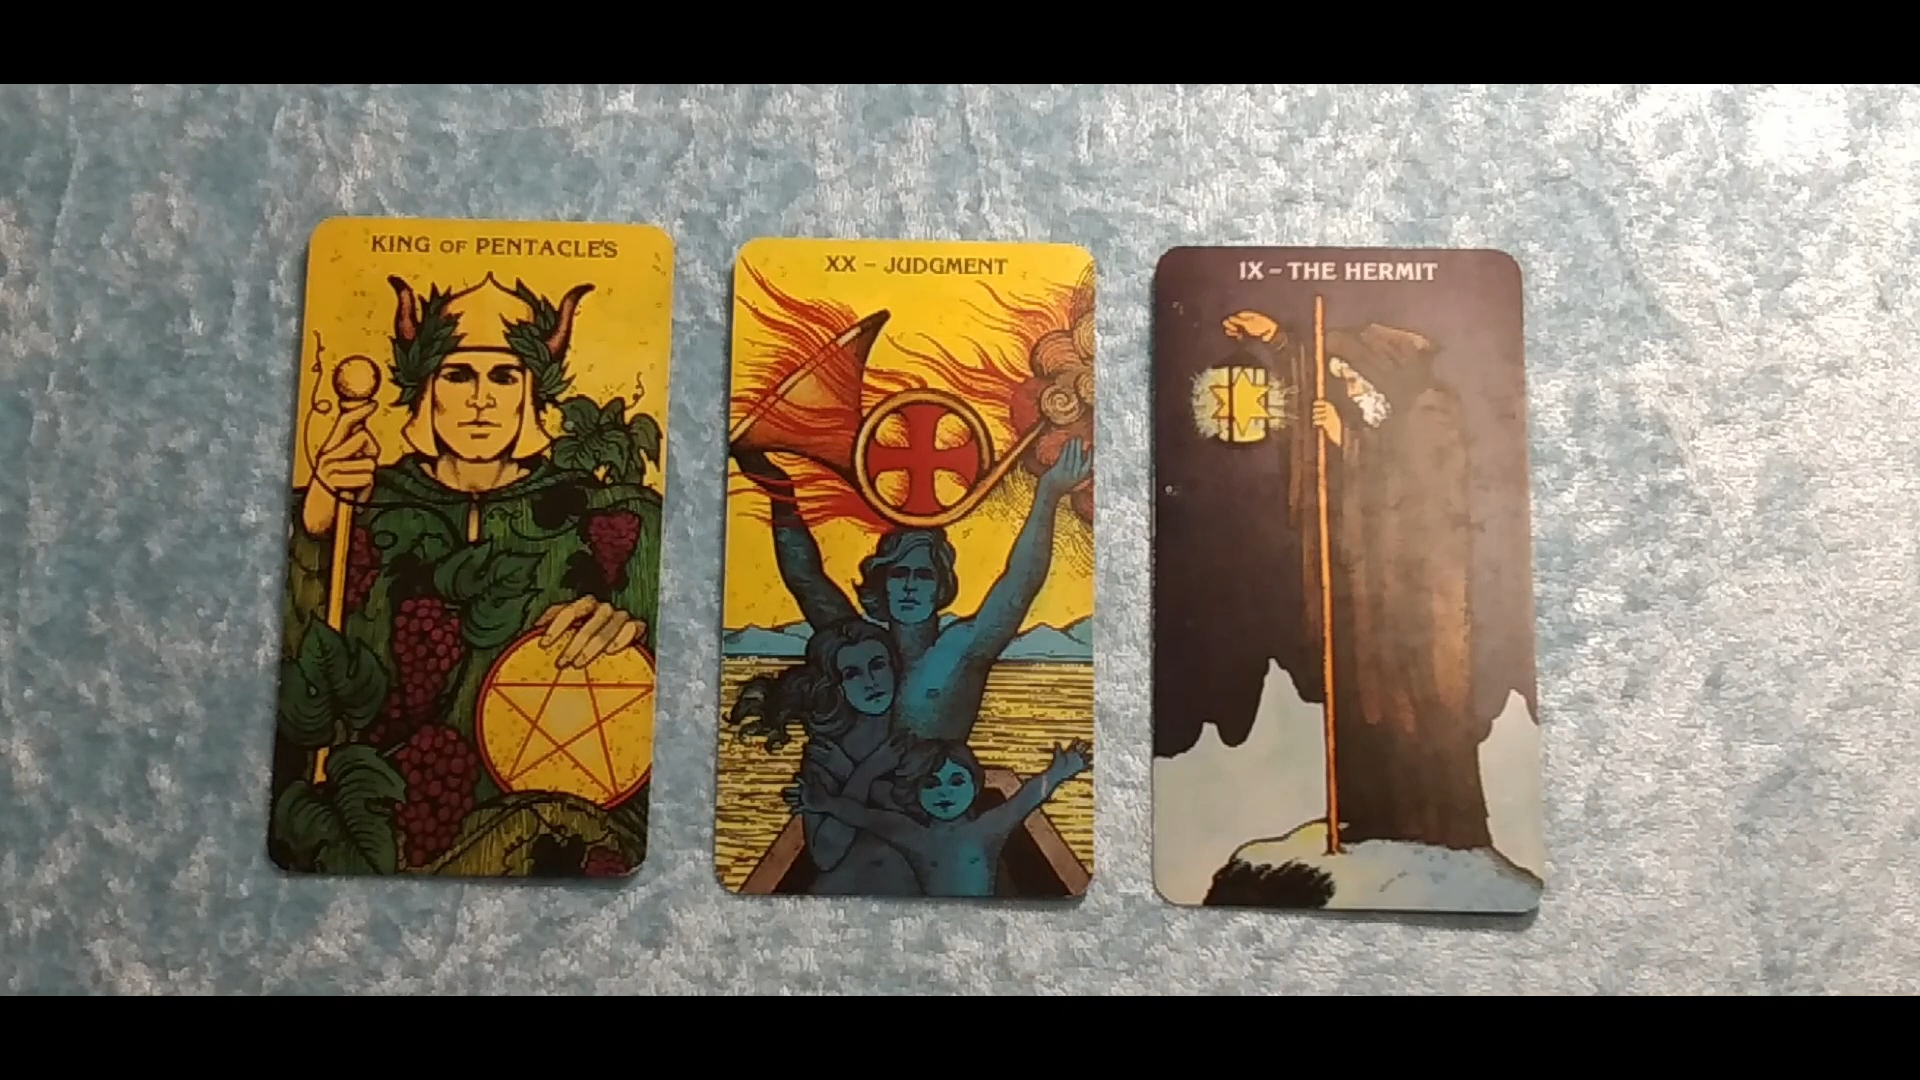 KING OF PENTACLES
XX – JUDGMENT
IX – THE HERMIT